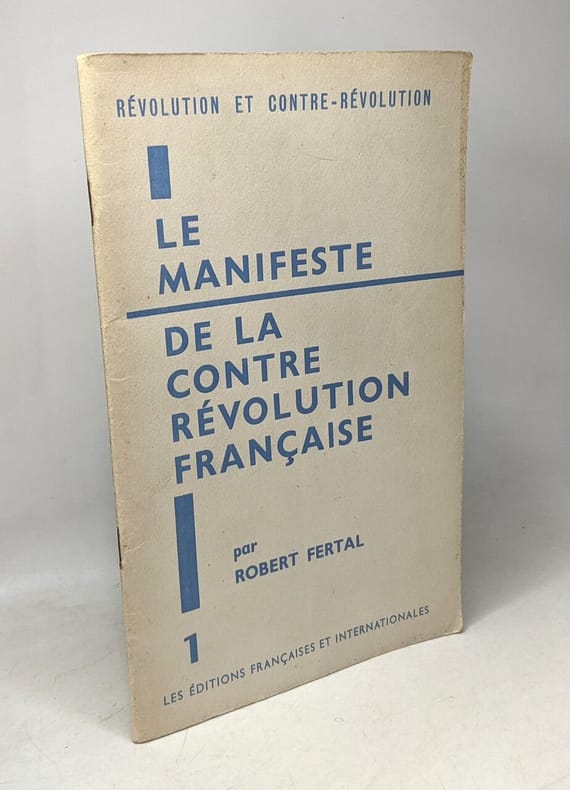 RÉVOLUTION ET CONTRE-RÉVOLUTION
LE
MANIFESTE
DE LA
CONTRE
RÉVOLUTION
FRANÇAISE
par
ROBERT FERTAL
1
LES ÉDITIONS FRANÇAISES ET INTERNATIONALES